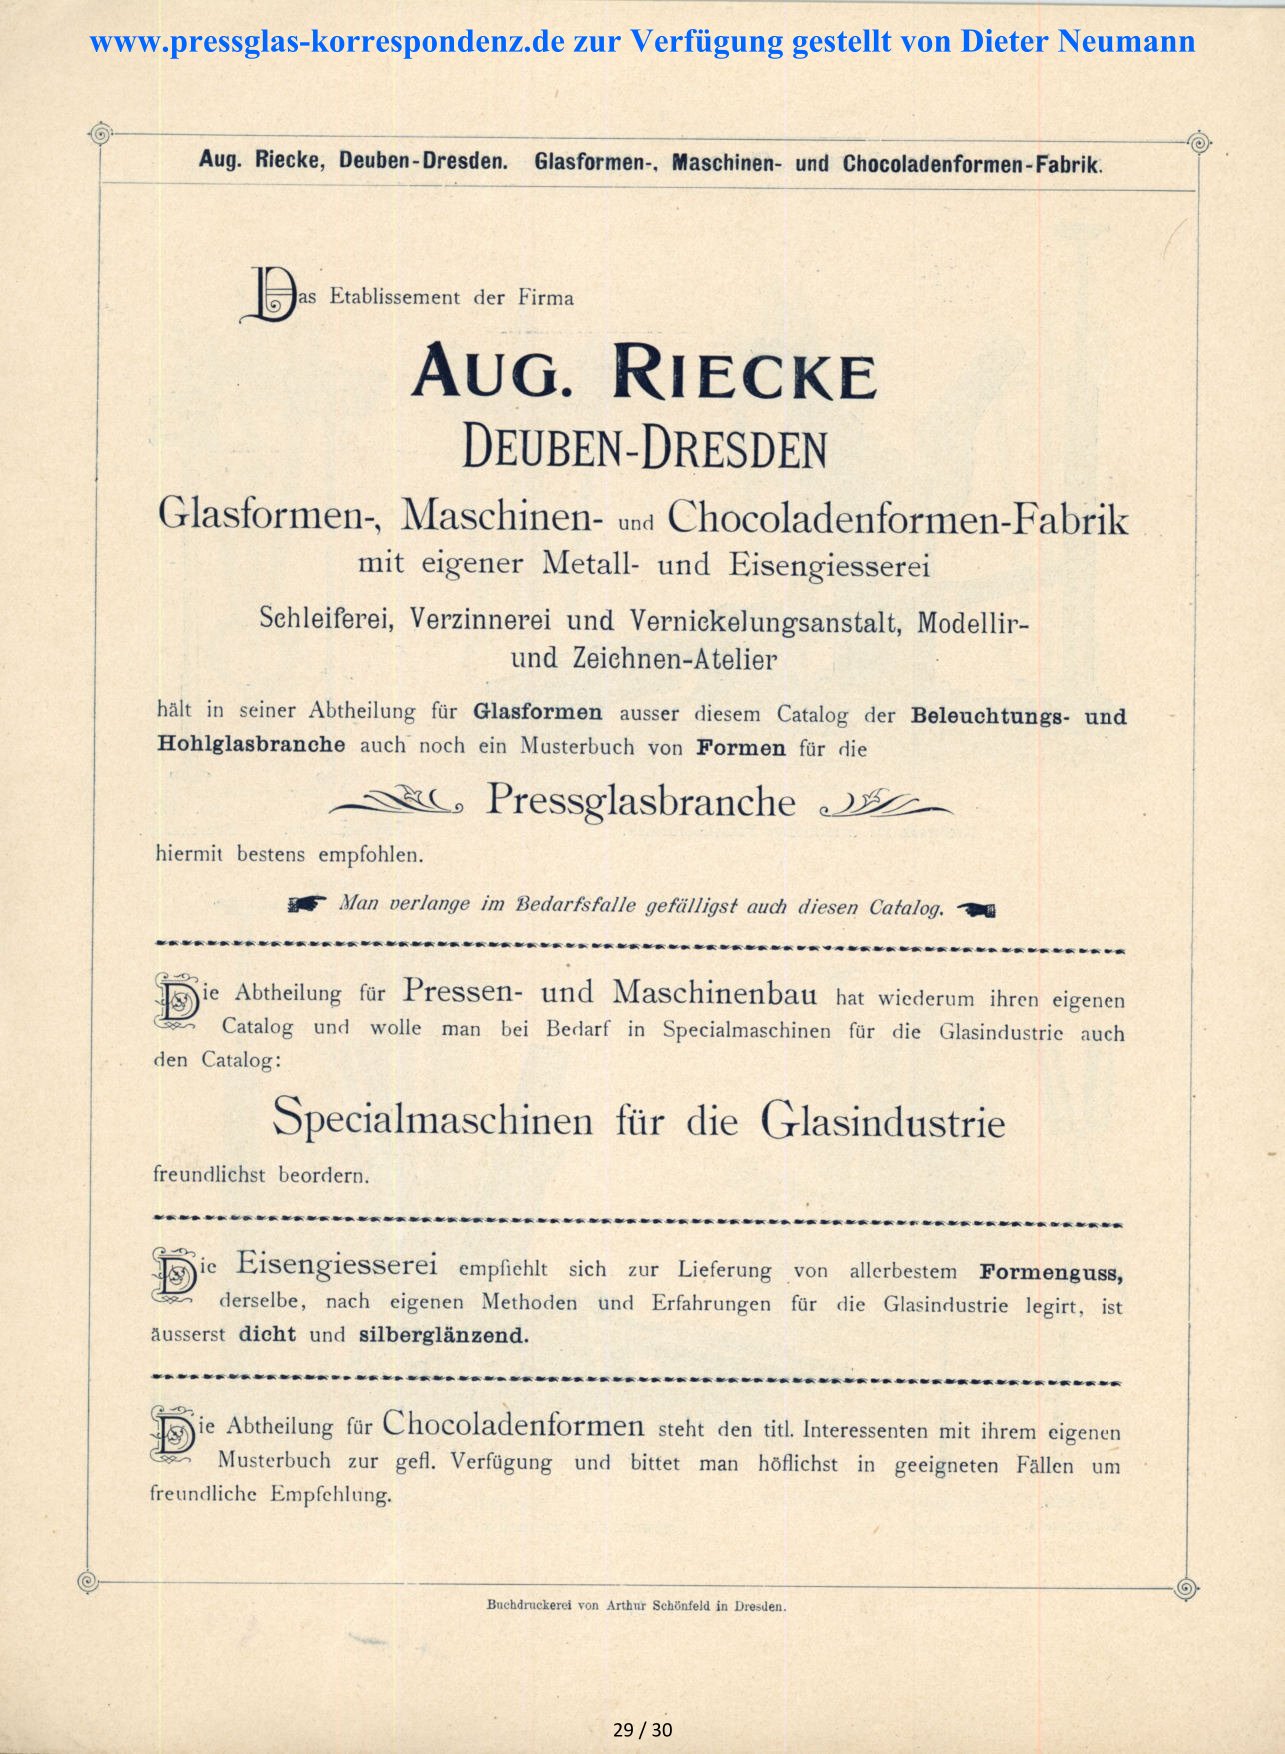 www.pressglas-korrespondenz.de zur Verfügung gestellt von Dieter Neumann
Aug. Riecke, Deuben-Dresden. Glasformen-, Maschinen- und Chocoladenformen-Fabrik.
Das Etablissement der Firma
AUG. RIECKE
DEUBEN-DRESDEN
Glasformen-, Maschinen- und Chocoladenformen-Fabrik
mit eigener Metall- und Eisengiesserei
Schleiferei, Verzinnerei und Vernickelungsanstalt, Modellir-
und Zeichnen-Atelier
hält in seiner Abtheilung für Glasformen ausser diesem Catalog der Beleuchtungs- und
Hohlglasbranche auch noch ein Musterbuch von Formen für die
Pressglasbranche
hiermit bestens empfohlen.
Man verlange im Bedarfsfalle gefälligst auch diesen Catalog.
Die Abtheilung für Pressen- und Maschinenbau hat wiederum ihren eigenen
Catalog und wolle man bei Bedarf in Specialmaschinen für die Glasindustrie auch
den Catalog:
Specialmaschinen für die Glasindustrie
freundlichst beordern.
Die Eisengiesserei empfiehlt sich zur Lieferung von allerbestem Formenguss,
derselbe, nach eigenen Methoden und Erfahrungen für die Glasindustrie legirt, ist
äusserst dicht und silberglänzend.
Die Abtheilung für Chocoladenformen steht den titl. Interessenten mit ihrem eigenen
Musterbuch zur gefl. Verfügung und bittet man höflichst in geeigneten Fällen um
freundliche Empfehlung.
Buchdruckerei von Arthur Schönfeld in Dresden.
29 / 30